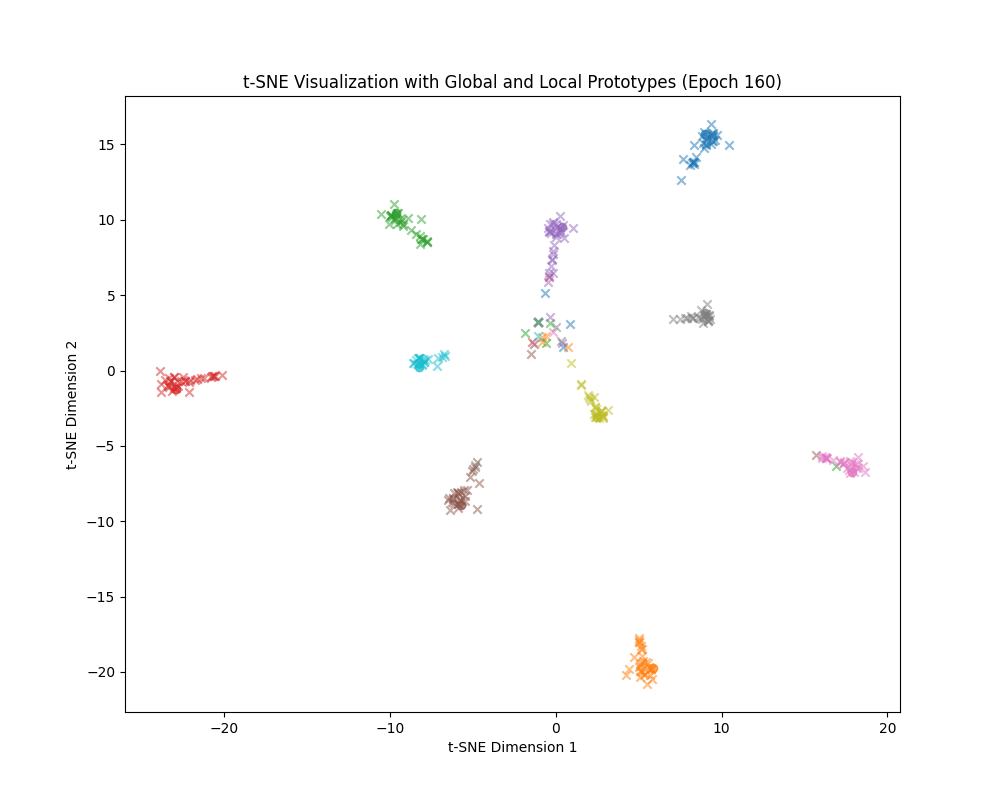 t-SNE Visualization with Global and Local Prototypes (Epoch 160)
15
10
5
0
−5
−10
−15
−20
t-SNE Dimension 2
−20 −10 0 10 20
t-SNE Dimension 1